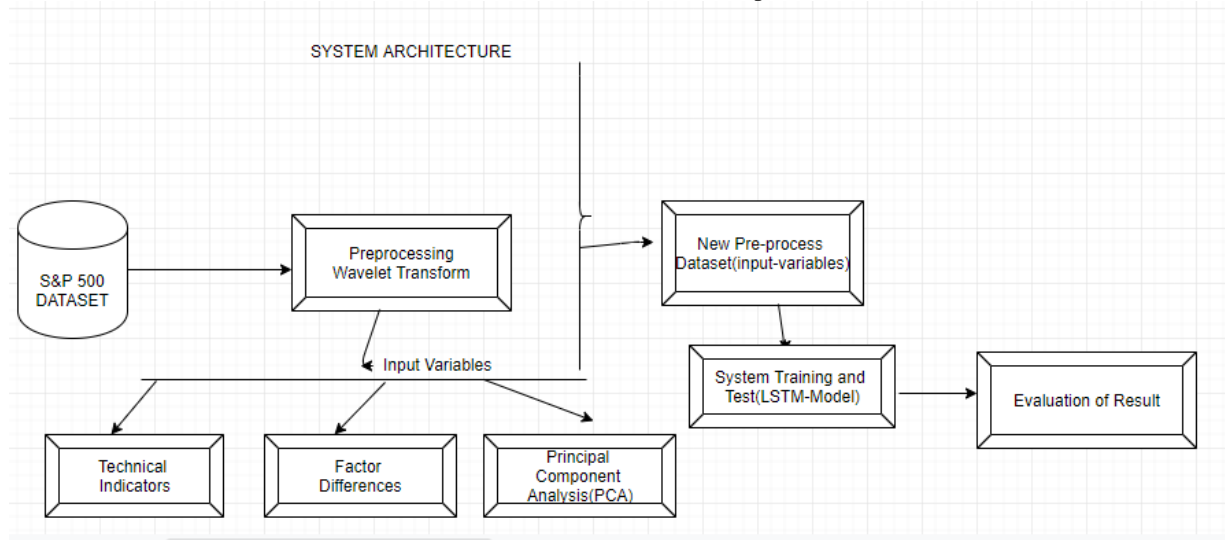 SYSTEM ARCHITECTURE
S&P 500
DATASET
Preprocessing
Wavelet Transform
New Pre-process
Dataset(input-variables)
Input Variables
System Training and
Test(LSTM-Model)
Evaluation of Result
Technical
Indicators
Factor
Differences
Principal
Component
Analysis(PCA)